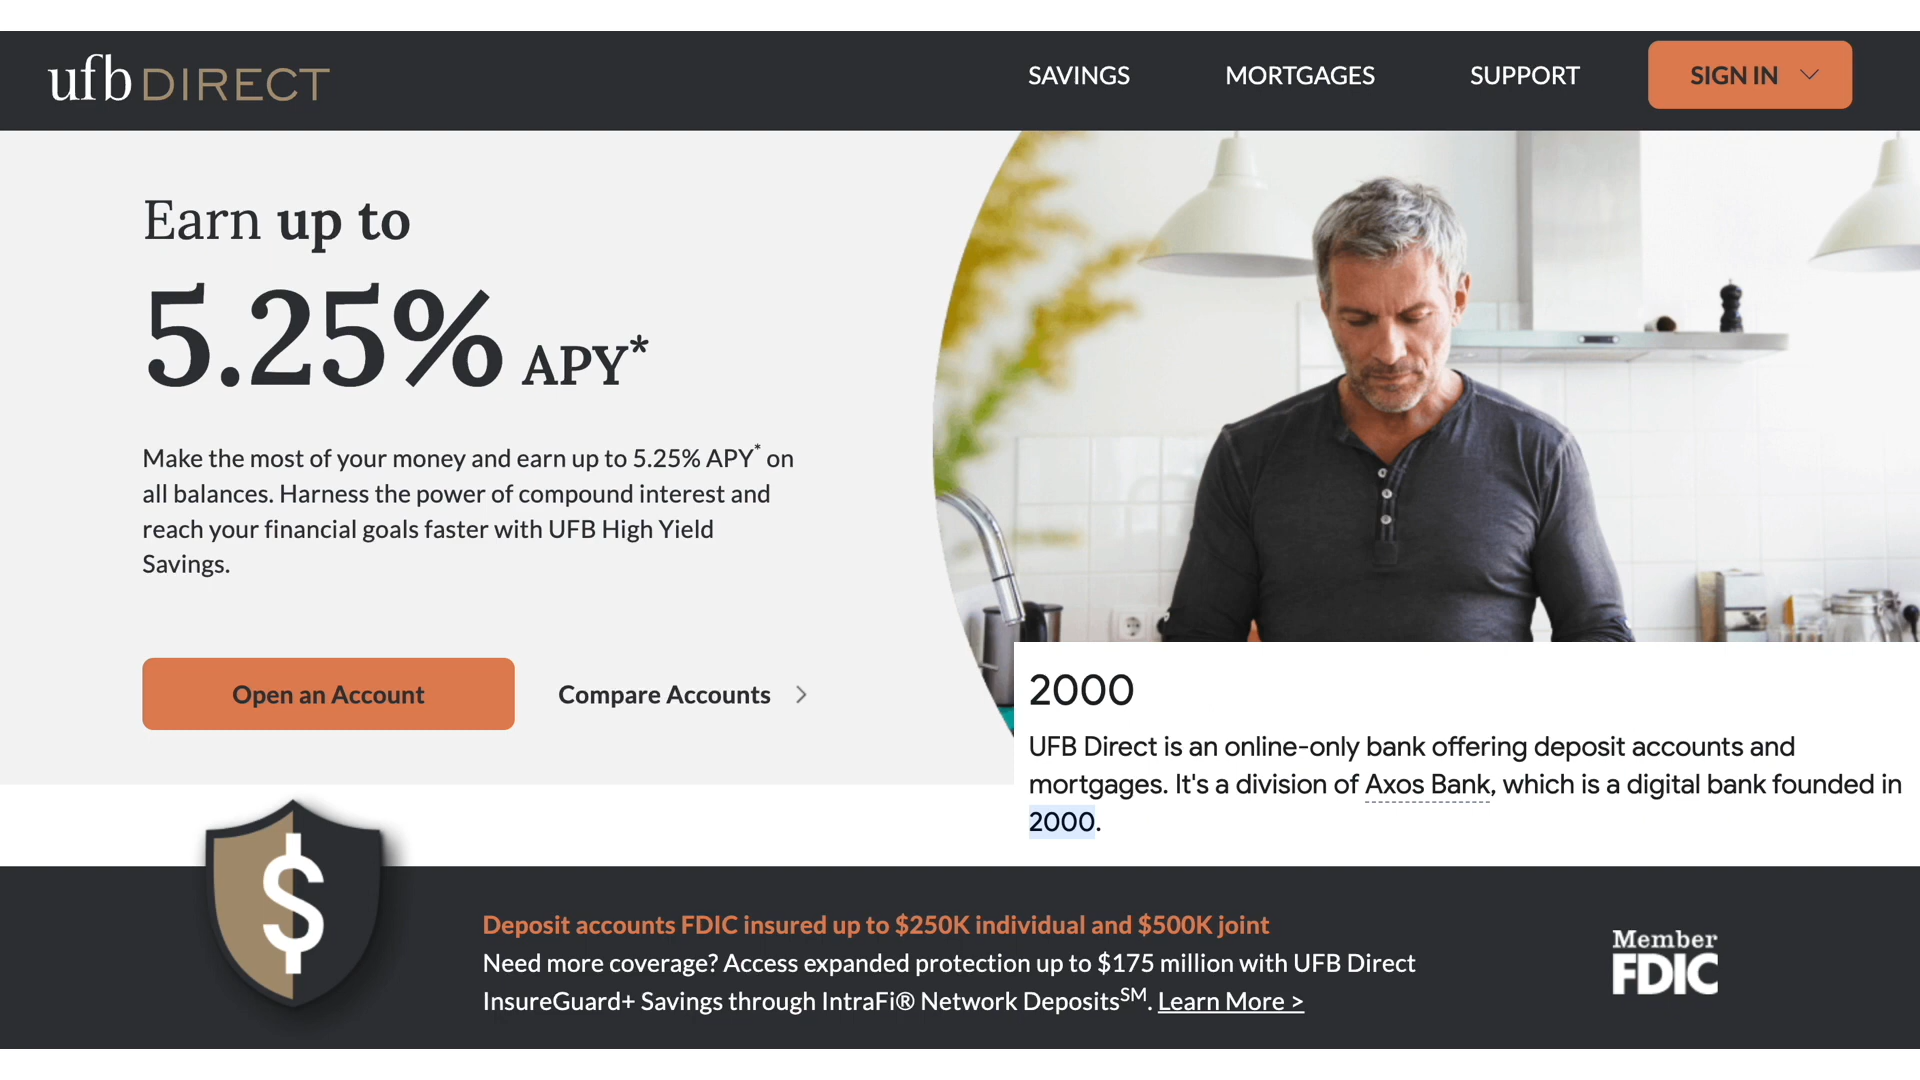 ufb DIRECT
SAVINGS MORTGAGES SUPPORT SIGN IN
Earn up to
5.25% APY*
Make the most of your money and earn up to 5.25% APY* on
all balances. Harness the power of compound interest and
reach your financial goals faster with UFB High Yield
Savings.
Open an Account Compare Accounts >
2000
UFB Direct is an online-only bank offering deposit accounts and
mortgages. It's a division of Axos Bank, which is a digital bank founded in
2000.
$
Deposit accounts FDIC insured up to $250K individual and $500K joint
Need more coverage? Access expanded protection up to $175 million with UFB Direct
InsureGuard+ Savings through IntraFi® Network DepositsSM. Learn More >
Member
FDIC